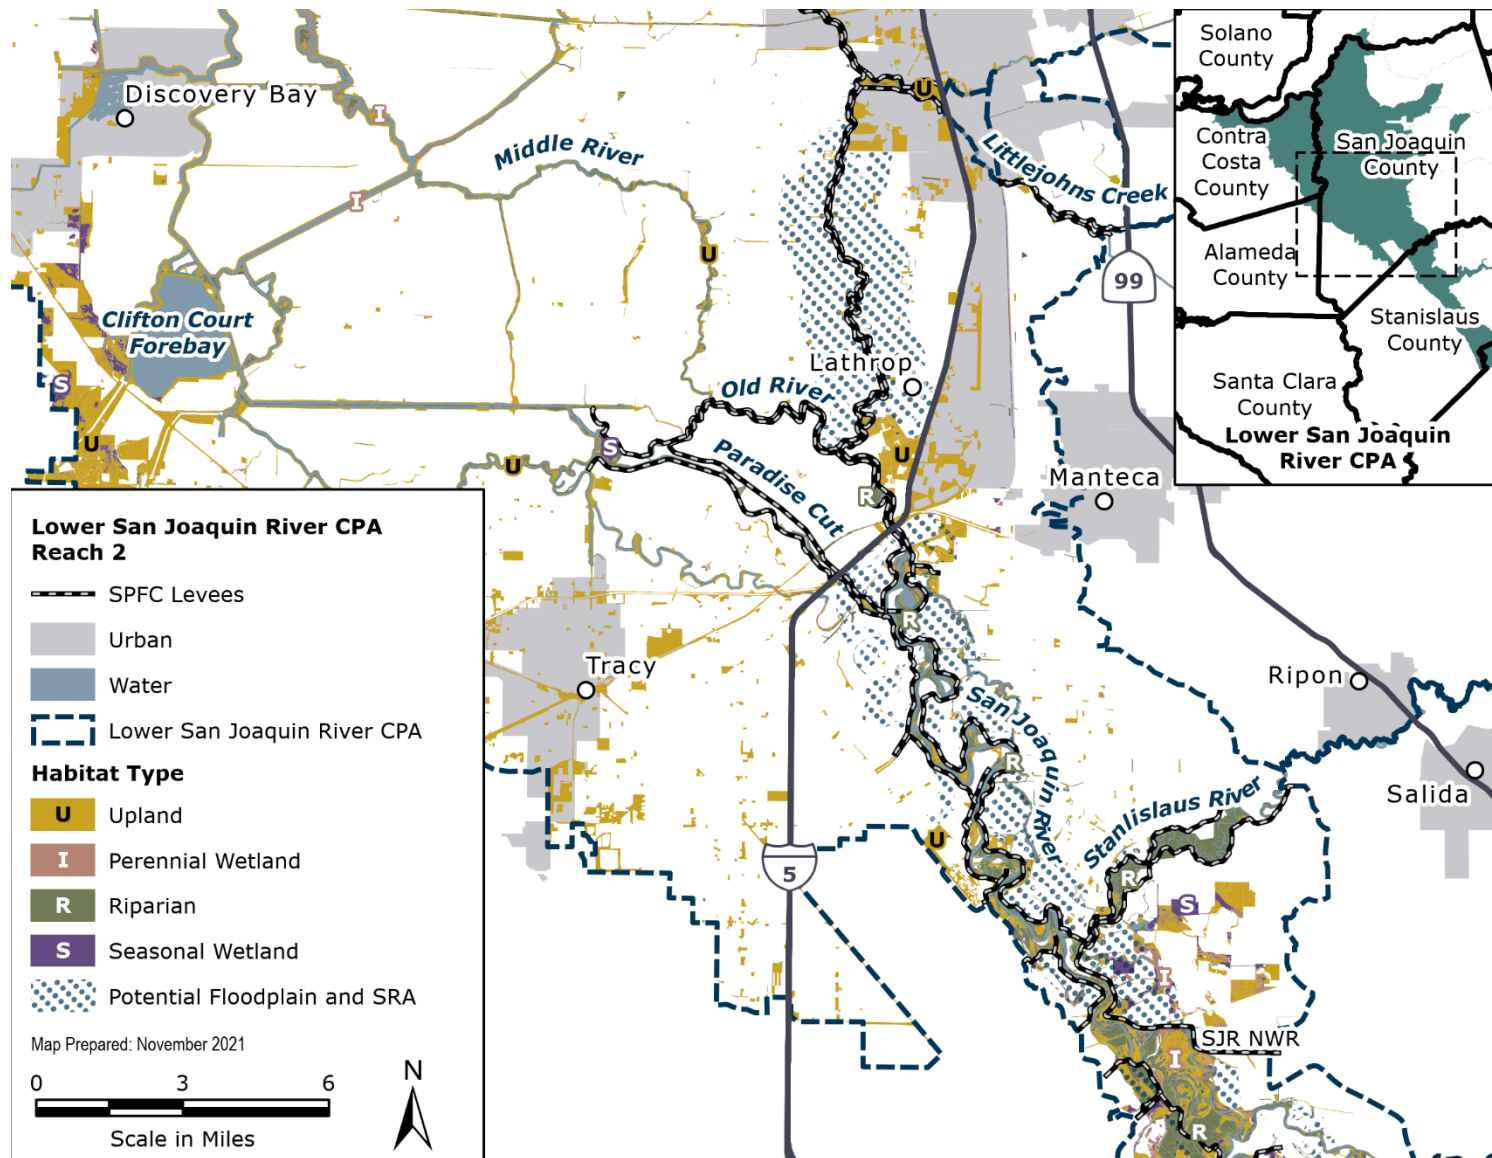 Discovery Bay
I
Middle River
I
U
U
Littlejohns Creek
99
Clifton Court
Forebay
S
U
Lathrop
Old River
S
U
Paradise Cut
U
R
Manteca
R
Tracy
San Joaquin River
R
Ripon
Salida
Stanlislaus River
U
5
R
S
I
SJR NWR
I
R
Solano
County
Contra
Costa
County
San Joaquin
County
Alameda
County
Stanislaus
County
Santa Clara
County
Lower San Joaquin
River CPA
Lower San Joaquin River CPA
Reach 2
SPFC Levees
Urban
Water
Lower San Joaquin River CPA
Habitat Type
U Upland
I Perennial Wetland
R Riparian
S Seasonal Wetland
Potential Floodplain and SRA
Map Prepared: November 2021
N
0 3 6
Scale in Miles